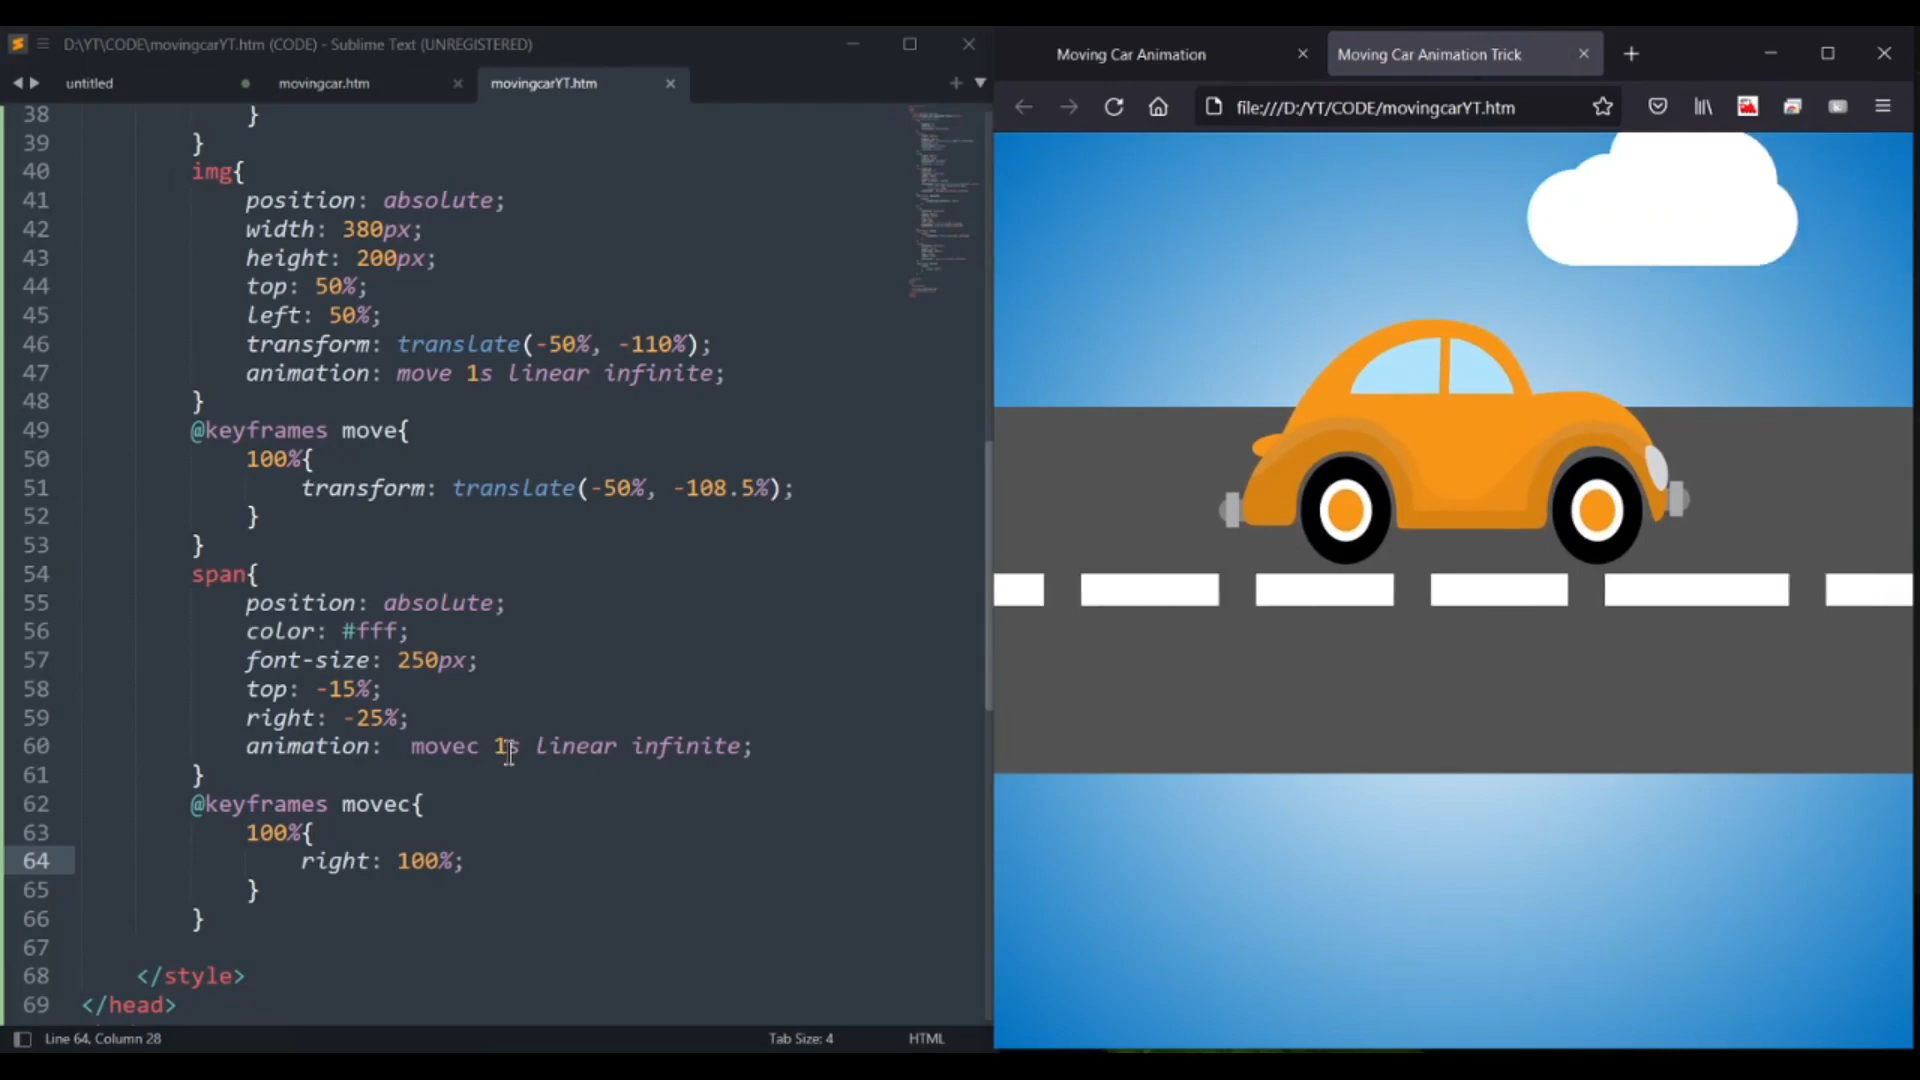 D:\YT\CODE\movingcarYT.htm (CODE) - Sublime Text (UNREGISTERED)
untitled
movingcar.htm
movingcarYT.htm
38 }
39 }
40 img{
41 position: absolute;
42 width: 380px;
43 height: 200px;
44 top: 50%;
45 left: 50%;
46 transform: translate(-50%, -110%);
47 animation: move 1s linear infinite;
48 }
49 @keyframes move{
50 100%{
51 transform: translate(-50%, -108.5%);
52 }
53 }
54 span{
55 position: absolute;
56 color: #fff;
57 font-size: 250px;
58 top: -15%;
59 right: -25%;
60 animation:  movec 1s linear infinite;
61 }
62 @keyframes movec{
63 100%{
64 right: 100%;
65 }
66 }
67
68 </style>
69 </head>
Line 64, Column 28
Tab Size: 4
HTML
Moving Car Animation
Moving Car Animation Trick
file:///D:/YT/CODE/movingcarYT.htm